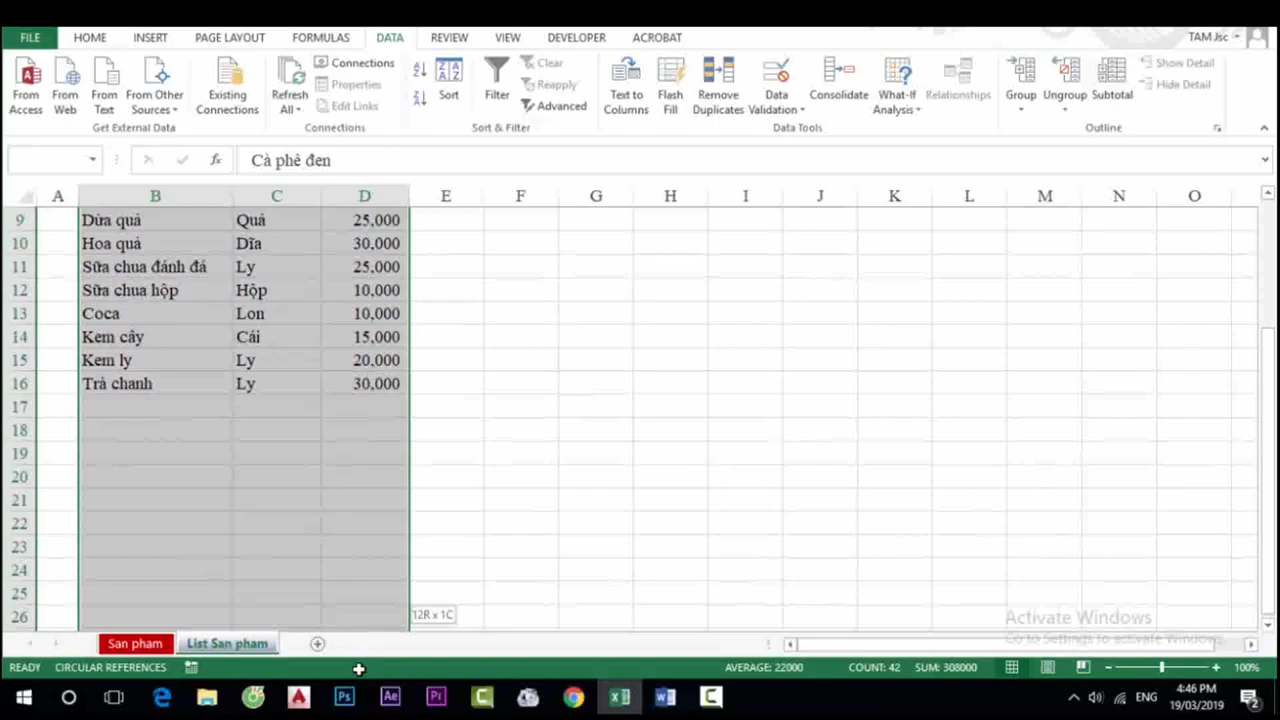 FILE HOME INSERT PAGE LAYOUT FORMULAS DATA REVIEW VIEW DEVELOPER ACROBAT TAM Jsc
From Access From Web From Text From Other Sources Existing Connections Refresh All Connections Properties Edit Links Sort Filter Clear Reapply Advanced Text to Columns Flash Fill Remove Duplicates Data Validation Consolidate What-If Analysis Relationships Group Ungroup Subtotal Show Detail Hide Detail
Get External Data Connections Sort & Filter Data Tools Outline
fx Cà phê đen
A B C D E F G H I J K L M N O
9 Dừa quả Quả 25,000
10 Hoa quả Dĩa 30,000
11 Sữa chua đánh đá Ly 25,000
12 Sữa chua hộp Hộp 10,000
13 Coca Lon 10,000
14 Kem cây Cái 15,000
15 Kem ly Ly 20,000
16 Trà chanh Ly 30,000
17
18
19
20
21
22
23
24
25
26
12R x 1C
Activate Windows
Go to Settings to activate Windows.
San pham List San pham
READY CIRCULAR REFERENCES AVERAGE: 22000 COUNT: 42 SUM: 308000 100%
Ps Ae Pr ENG 4:46 PM
19/03/2019 2